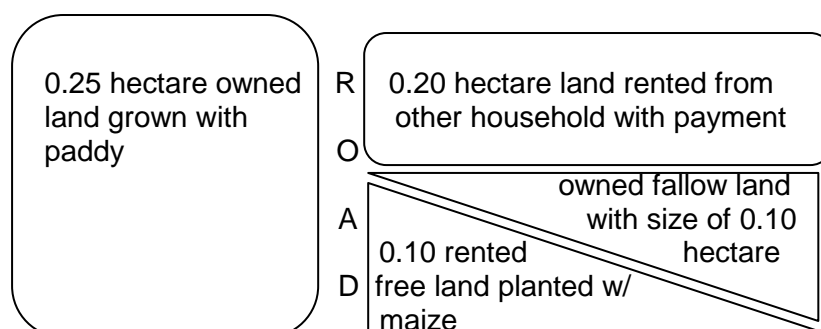 0.25 hectare owned
land grown with
paddy
R
O
A
D
0.20 hectare land rented from
other household with payment
owned fallow land
with size of 0.10
hectare
0.10 rented
free land planted w/
maize